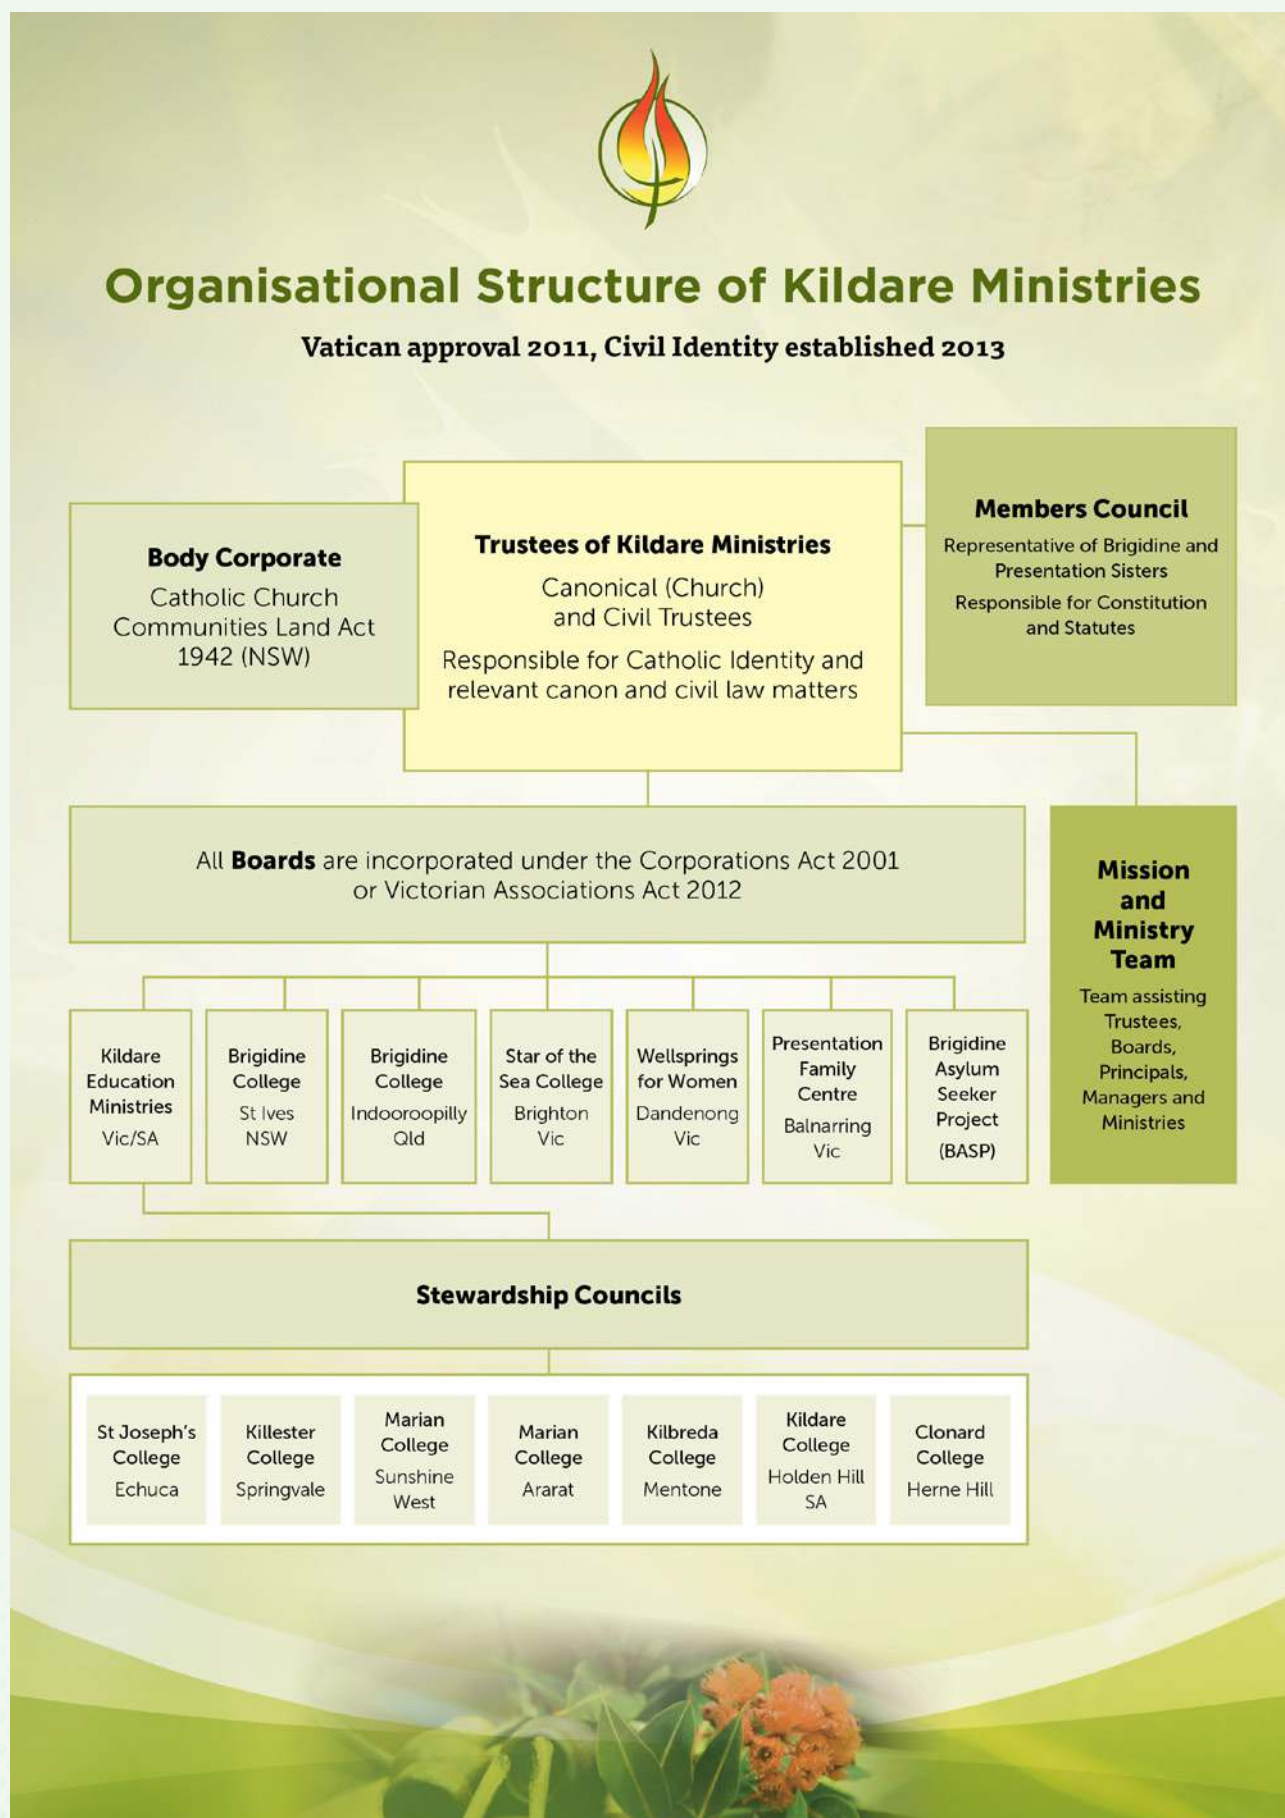 Organisational Structure of Kildare Ministries
Vatican approval 2011, Civil Identity established 2013
Body Corporate
Catholic Church
Communities Land Act
1942 (NSW)
Trustees of Kildare Ministries
Canonical (Church)
and Civil Trustees
Responsible for Catholic Identity and
relevant canon and civil law matters
Members Council
Representative of Brigidine and
Presentation Sisters
Responsible for Constitution
and Statutes
All Boards are incorporated under the Corporations Act 2001
or Victorian Associations Act 2012
Mission
and
Ministry
Team
Team assisting
Trustees,
Boards,
Principals,
Managers and
Ministries
Kildare
Education
Ministries
Vic/SA
Brigidine
College
St Ives
NSW
Brigidine
College
Indooroopilly
Qld
Star of the
Sea College
Brighton
Vic
Wellsprings
for Women
Dandenong
Vic
Presentation
Family
Centre
Balnarring
Vic
Brigidine
Asylum
Seeker
Project
(BASP)
Stewardship Councils
St Joseph's
College
Echuca
Killester
College
Springvale
Marian
College
Sunshine
West
Marian
College
Ararat
Kilbreda
College
Mentone
Kildare
College
Holden Hill
SA
Clonard
College
Herne Hill